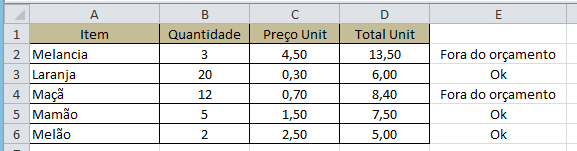 A B C D E
1 Item Quantidade Preço Unit Total Unit
2 Melancia 3 4,50 13,50 Fora do orçamento
3 Laranja 20 0,30 6,00 Ok
4 Maçã 12 0,70 8,40 Fora do orçamento
5 Mamão 5 1,50 7,50 Ok
6 Melão 2 2,50 5,00 Ok